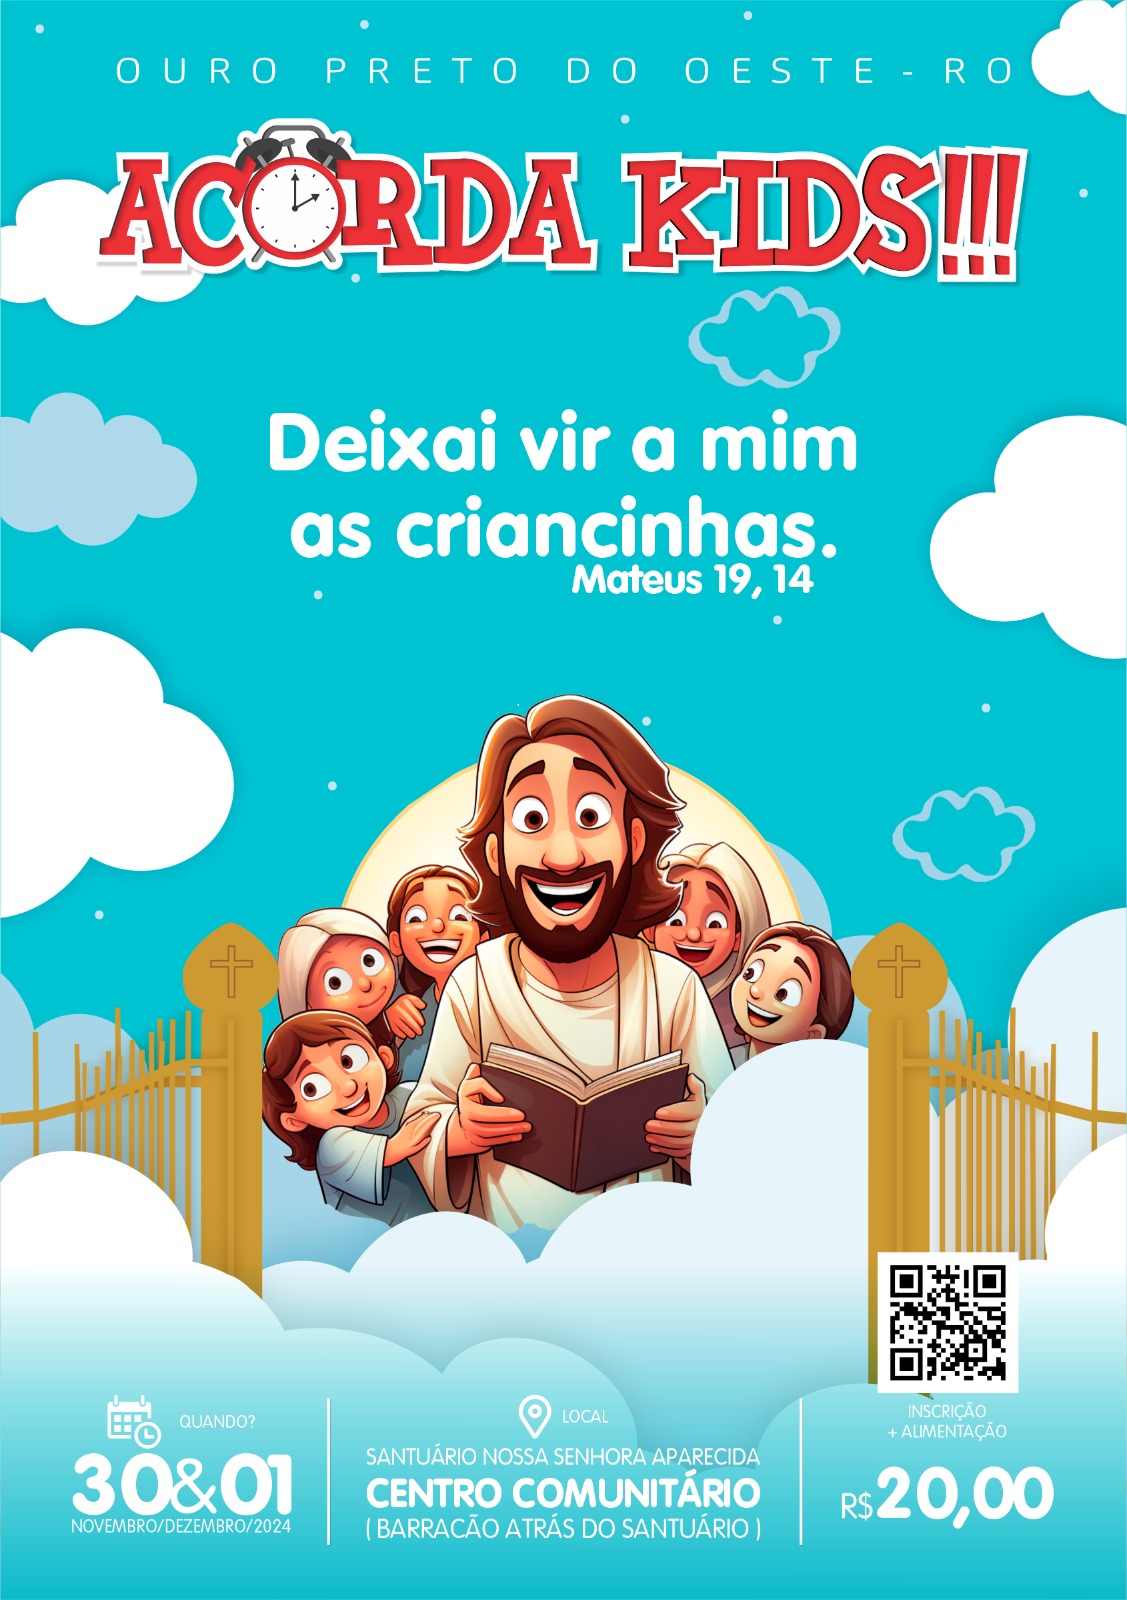 OURO PRETO DO OESTE-RO
ACORDA KIDS!!!
Deixai vir a mim
as criancinhas.
Mateus 19, 14
QUANDO?
30&01
NOVEMBRO/DEZEMBRO/2024
LOCAL
SANTUÁRIO NOSSA SENHORA APARECIDA
CENTRO COMUNITÁRIO
( BARRACÃO ATRÁS DO SANTUÁRIO )
INSCRIÇÃO
+ ALIMENTAÇÃO
R$20,00